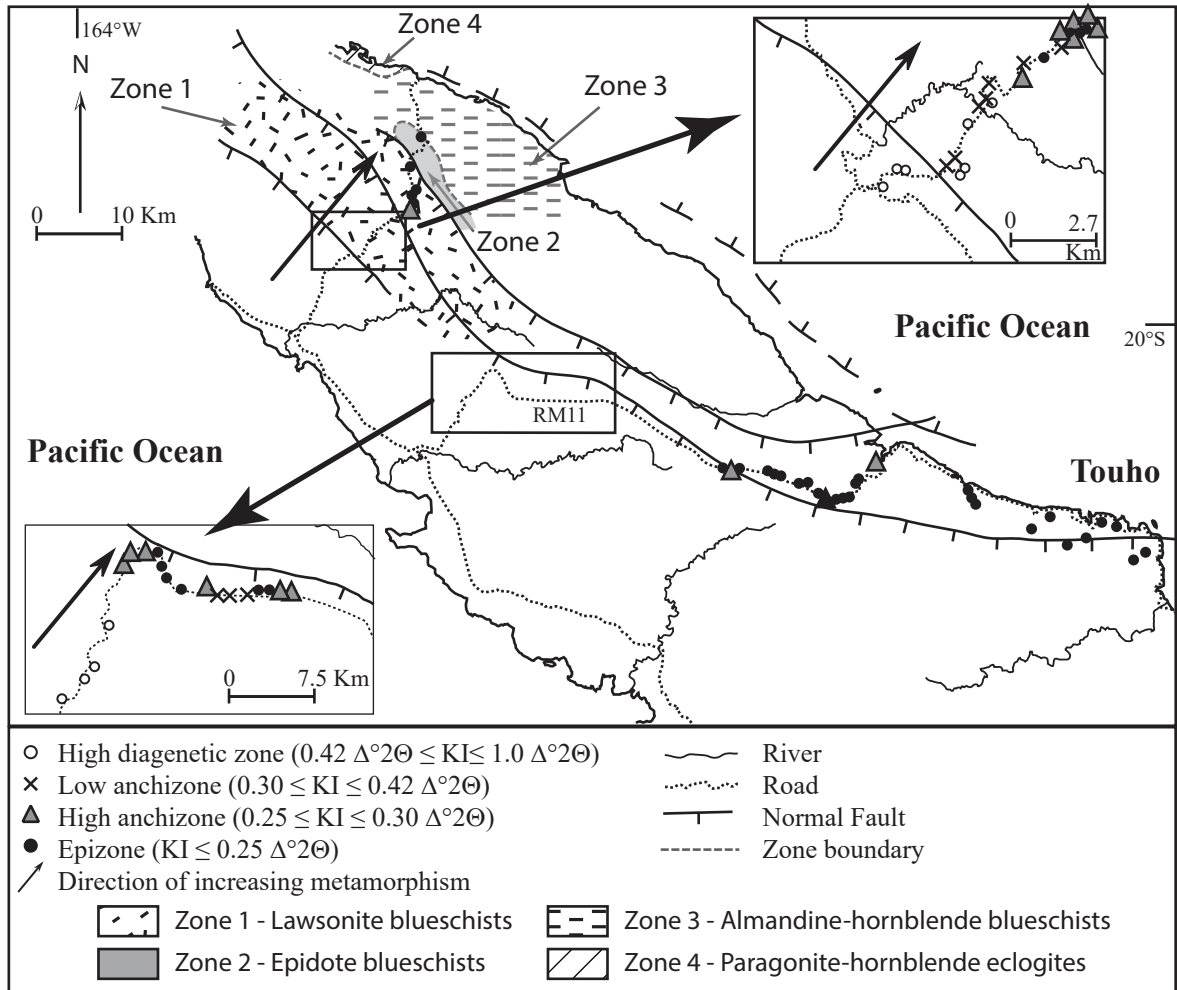 164°W
N
Zone 4
Zone 1
Zone 3
0 10 Km
Zone 2
0 2.7
Km
Pacific Ocean
20°S
RM11
Pacific Ocean
Touho
0 7.5 Km
High diagenetic zone (0.42 Δ°2Θ ≤ KI≤ 1.0 Δ°2Θ)
Low anchizone (0.30 ≤ KI ≤ 0.42 Δ°2Θ)
High anchizone (0.25 ≤ KI ≤ 0.30 Δ°2Θ)
Epizone (KI ≤ 0.25 Δ°2Θ)
Direction of increasing metamorphism
River
Road
Normal Fault
Zone boundary
Zone 1 - Lawsonite blueschists
Zone 2 - Epidote blueschists
Zone 3 - Almandine-hornblende blueschists
Zone 4 - Paragonite-hornblende eclogites